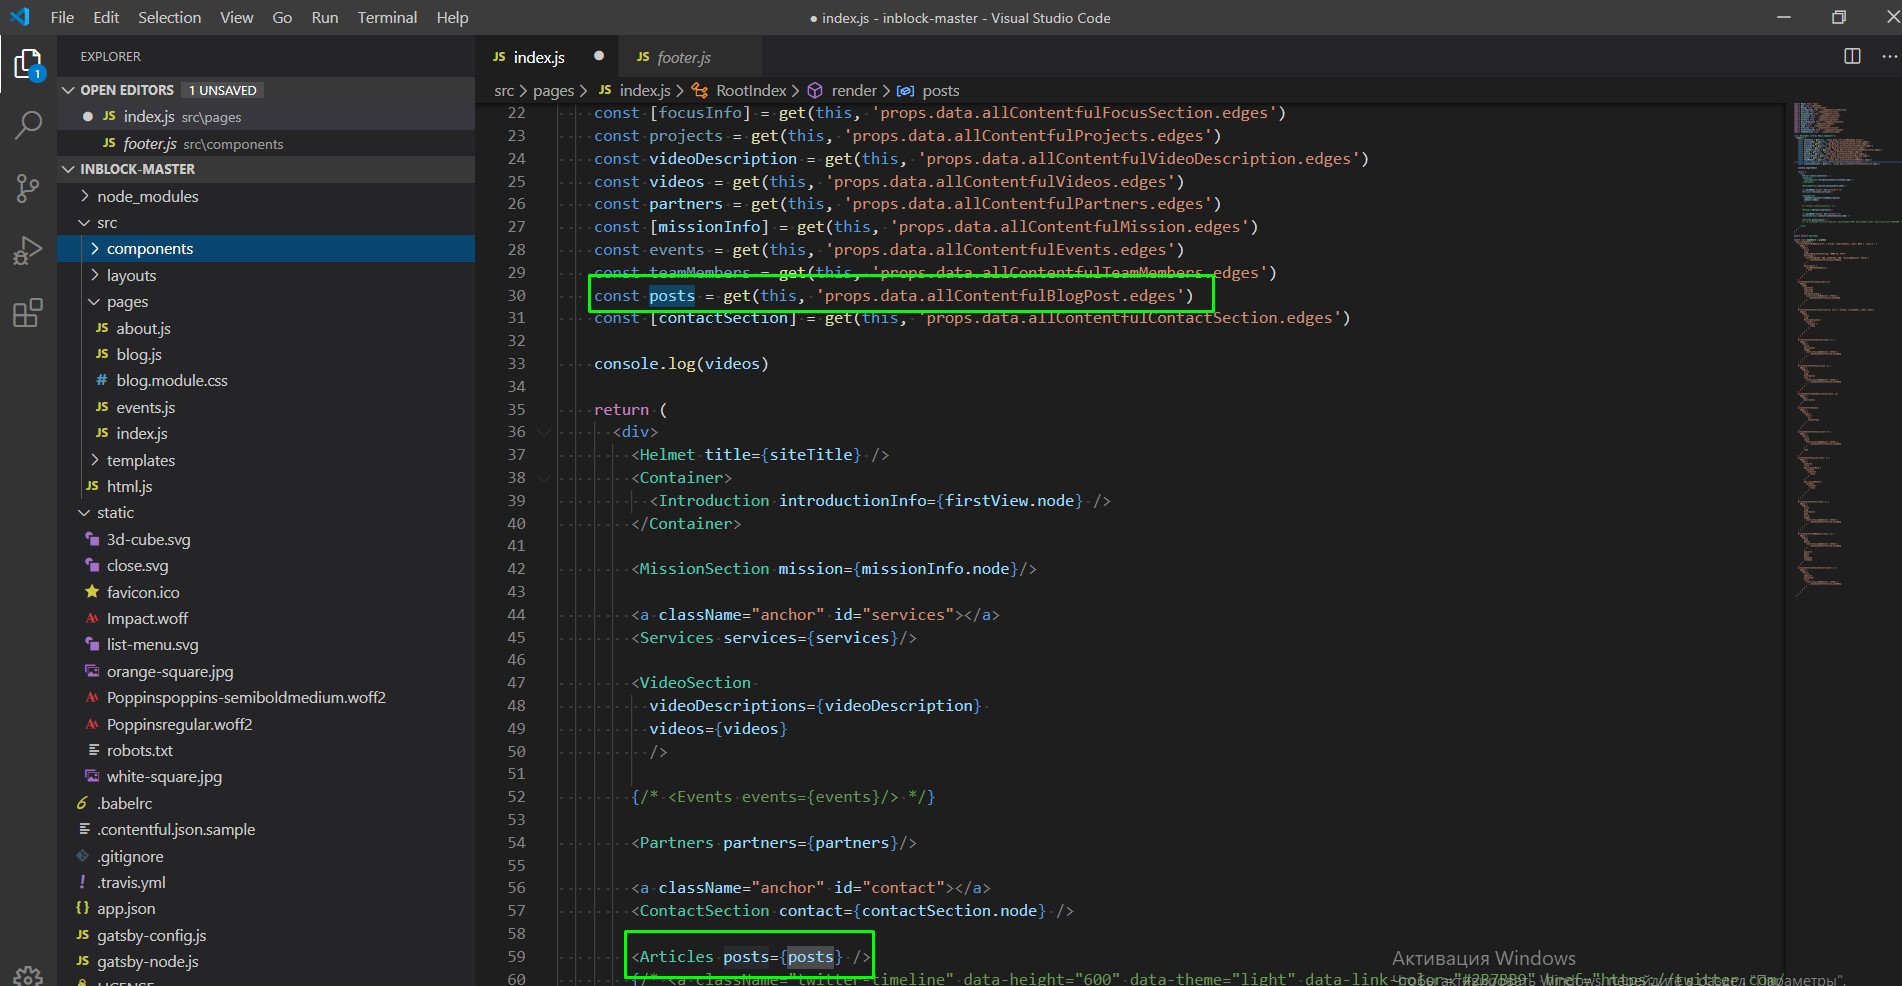 File Edit Selection View Go Run Terminal Help
● index.js - inblock-master - Visual Studio Code
EXPLORER
OPEN EDITORS 1 UNSAVED
index.js src\pages
footer.js src\components
INBLOCK-MASTER
node_modules
src
components
layouts
pages
about.js
blog.js
blog.module.css
events.js
index.js
templates
html.js
static
3d-cube.svg
close.svg
favicon.ico
Impact.woff
list-menu.svg
orange-square.jpg
Poppinspoppins-semiboldmedium.woff2
Poppinsregular.woff2
robots.txt
white-square.jpg
.babelrc
.contentful.json.sample
.gitignore
.travis.yml
app.json
gatsby-config.js
gatsby-node.js
LICENSE
index.js footer.js
src > pages > JS index.js > RootIndex > render > posts
22 const [focusInfo] = get(this, 'props.data.allContentfulFocusSection.edges')
23 const projects = get(this, 'props.data.allContentfulProjects.edges')
24 const videoDescription = get(this, 'props.data.allContentfulVideoDescription.edges')
25 const videos = get(this, 'props.data.allContentfulVideos.edges')
26 const partners = get(this, 'props.data.allContentfulPartners.edges')
27 const [missionInfo] = get(this, 'props.data.allContentfulMission.edges')
28 const events = get(this, 'props.data.allContentfulEvents.edges')
29 const teamMembers = get(this, 'props.data.allContentfulTeamMembers.edges')
30 const posts = get(this, 'props.data.allContentfulBlogPost.edges')
31 const [contactSection] = get(this, 'props.data.allContentfulContactSection.edges')
32
33 console.log(videos)
34
35 return (
36 <div>
37 <Helmet title={siteTitle} />
38 <Container>
39 <Introduction introductionInfo={firstView.node} />
40 </Container>
41
42 <MissionSection mission={missionInfo.node}/>
43
44 <a className="anchor" id="services"></a>
45 <Services services={services}/>
46
47 <VideoSection
48 videoDescriptions={videoDescription}
49 videos={videos}
50 />
51
52 {/* <Events events={events}/> */}
53
54 <Partners partners={partners}/>
55
56 <a className="anchor" id="contact"></a>
57 <ContactSection contact={contactSection.node} />
58
59 <Articles posts={posts} />
60 {/* <a className="twitter-timeline" data-height="600" data-theme="light" data-link-color="#2B7BB9" href="https://twitter.com/
Активация Windows
Чтобы активировать Windows, перейдите в раздел "Параметры".